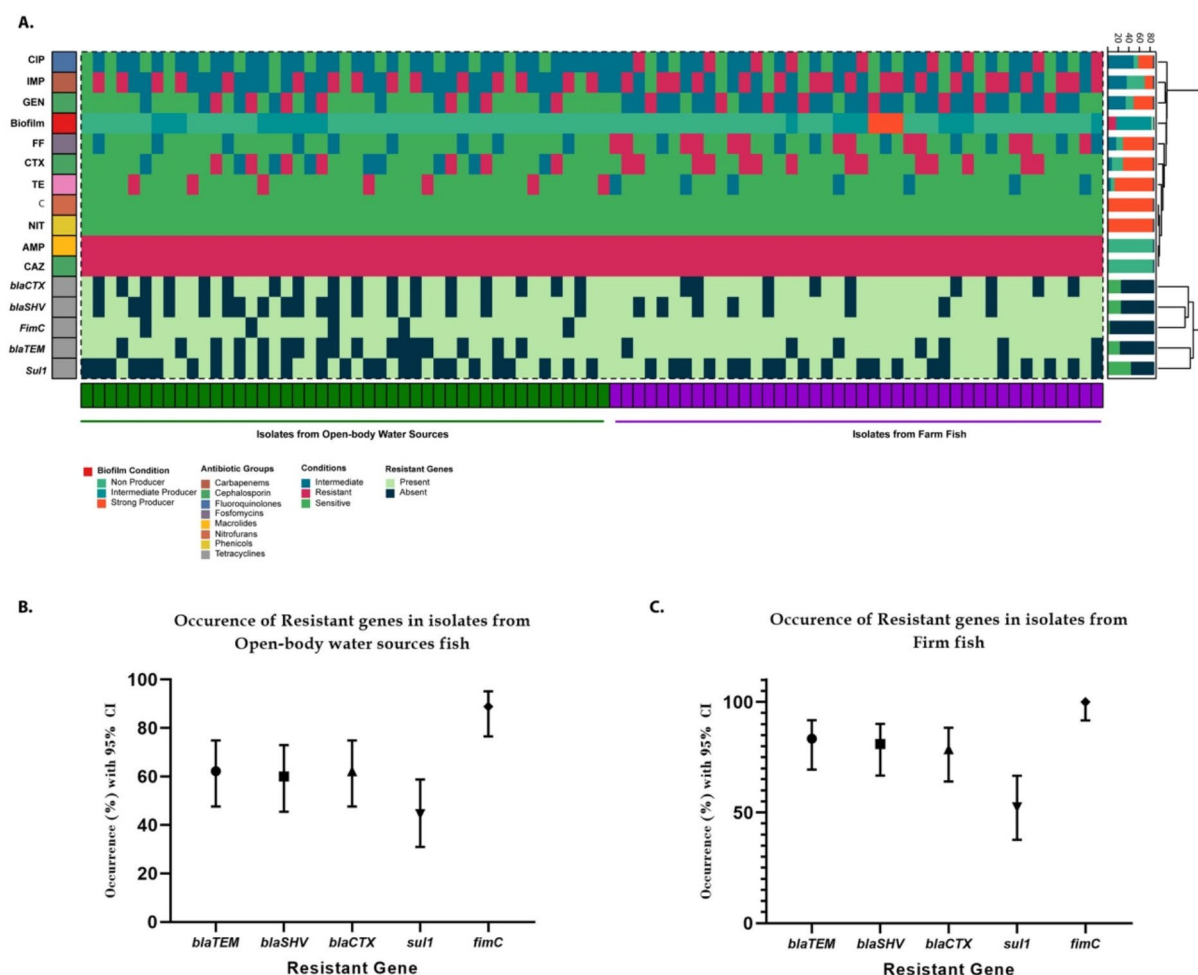 A.
20
40
60
80
CIP
IMP
GEN
Biofilm
FF
CTX
TE
C
NIT
AMP
CAZ
blaCTX
blaSHV
FimC
blaTEM
Sul1
Isolates from Open-body Water Sources
Isolates from Farm Fish
Biofilm Condition
Non Producer
Intermediate Producer
Strong Producer
Antibiotic Groups
Carbapenems
Cephalosporin
Fluoroquinolones
Fosfomycins
Macrolides
Nitrofurans
Phenicols
Tetracyclines
Conditions
Intermediate
Resistant
Sensitive
Resistant Genes
Present
Absent
B.
Occurence of Resistant genes in isolates from
Open-body water sources fish
Occurrence (%) with 95% CI
100
80
60
40
20
0
blaTEM
blaSHV
blaCTX
sul1
fimC
Resistant Gene
C.
Occurence of Resistant genes in isolates from
Firm fish
Occurrence (%) with 95% CI
100
50
0
blaTEM
blaSHV
blaCTX
sul1
fimC
Resistant Gene